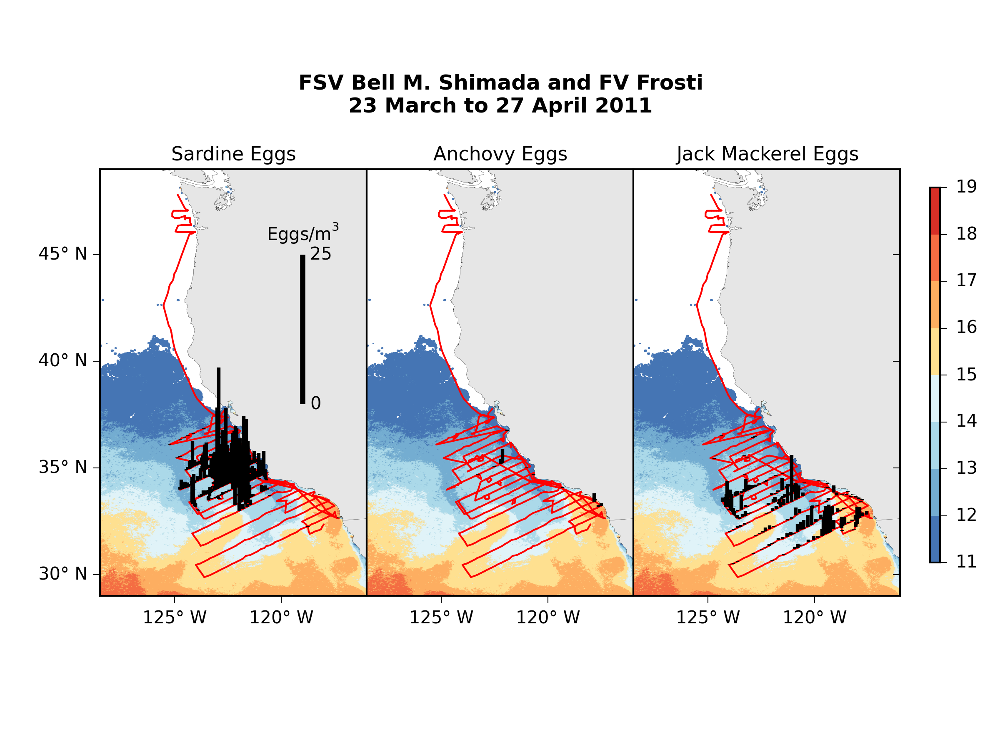 FSV Bell M. Shimada and FV Frosti
23 March to 27 April 2011
Sardine Eggs
Anchovy Eggs
Jack Mackerel Eggs
Eggs/m³
25
0
45° N
40° N
35° N
30° N
125° W
120° W
125° W
120° W
125° W
120° W
19
18
17
16
15
14
13
12
11